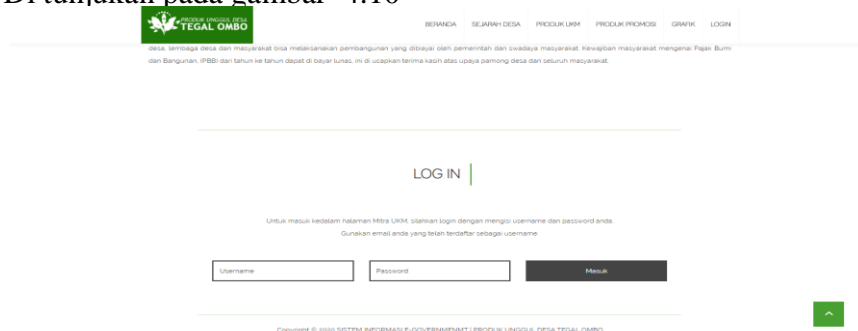 Di tunjukan pada gambar 4.16
PRODUK UNGGUL DESA
TEGAL OMBO
BERANDA SEJARAH DESA PRODUK UKM PRODUK PROMOSI GRAFIK LOGIN
desa, lembaga desa dan masyarakat bisa melaksanakan pembangunan yang dibiayai oleh pemerintah dan swadaya masyarakat. Kewajiban masyarakat mengenai Pajak Bumi
dan Bangunan, (PBB) dari tahun ke tahun dapat di bayar lunas, ini di ucapkan terima kasih atas upaya pamong desa dan seluruh masyarakat.
LOG IN
Untuk masuk kedalam halaman Mitra UKM, silahkan login dengan mengisi username dan password anda.
Gunakan email anda yang telah terdaftar sebagai username
Username Password Masuk
Copyright © 2020 SISTEM INFORMASI E-GOVERNMENMT | PRODUK UNGGUL DESA TEGAL OMBO